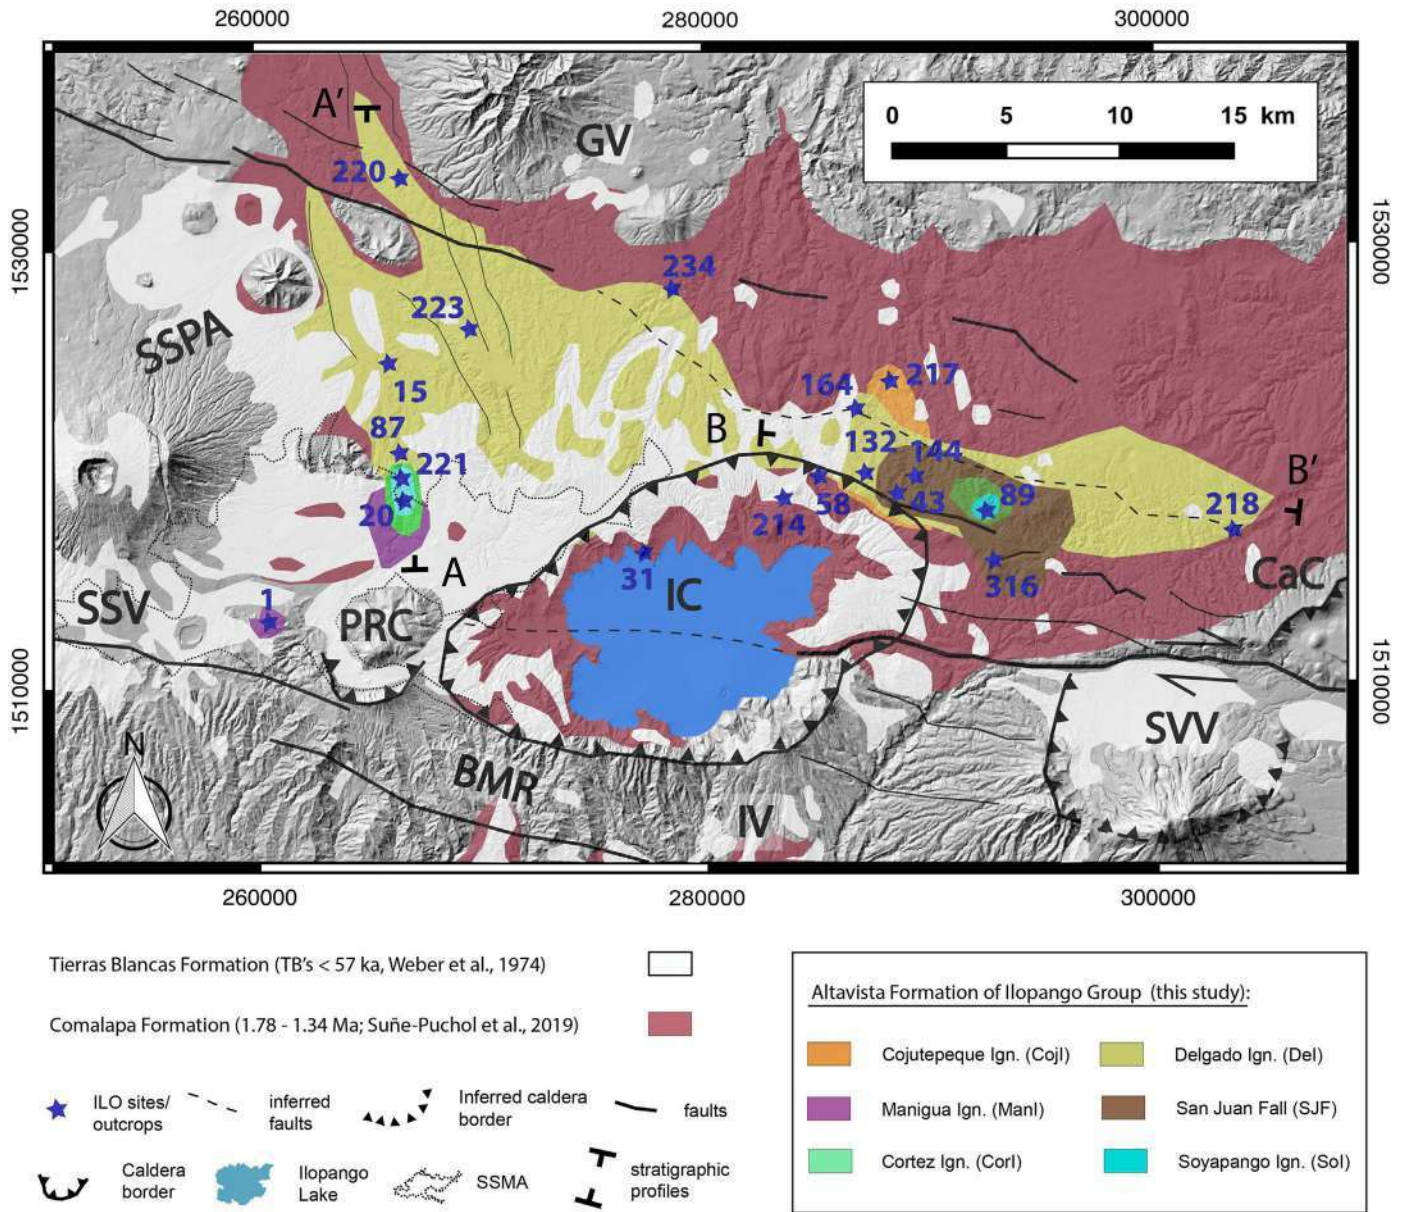 260000 280000 300000
0 5 10 15 km
A'
GV
220
1530000
1530000
234
223
SSPA
15
217
164
87
B
132
144
221
B'
20
58
43
89
218
214
A
31
IC
316
CaC
SSV
1
PRC
1510000
1510000
SVV
N
BMR
IV
260000 280000 300000
Tierras Blancas Formation (TB's < 57 ka, Weber et al., 1974)
Comalapa Formation (1.78 - 1.34 Ma; Suñe-Puchol et al., 2019)
ILO sites/
outcrops
inferred
faults
Inferred caldera
border
faults
Caldera
border
Ilopango
Lake
SSMA
stratigraphic
profiles
Altavista Formation of Ilopango Group (this study):
Cojutepeque Ign. (CojI)
Delgado Ign. (DeI)
Manigua Ign. (ManI)
San Juan Fall (SJF)
Cortez Ign. (CorI)
Soyapango Ign. (SoI)